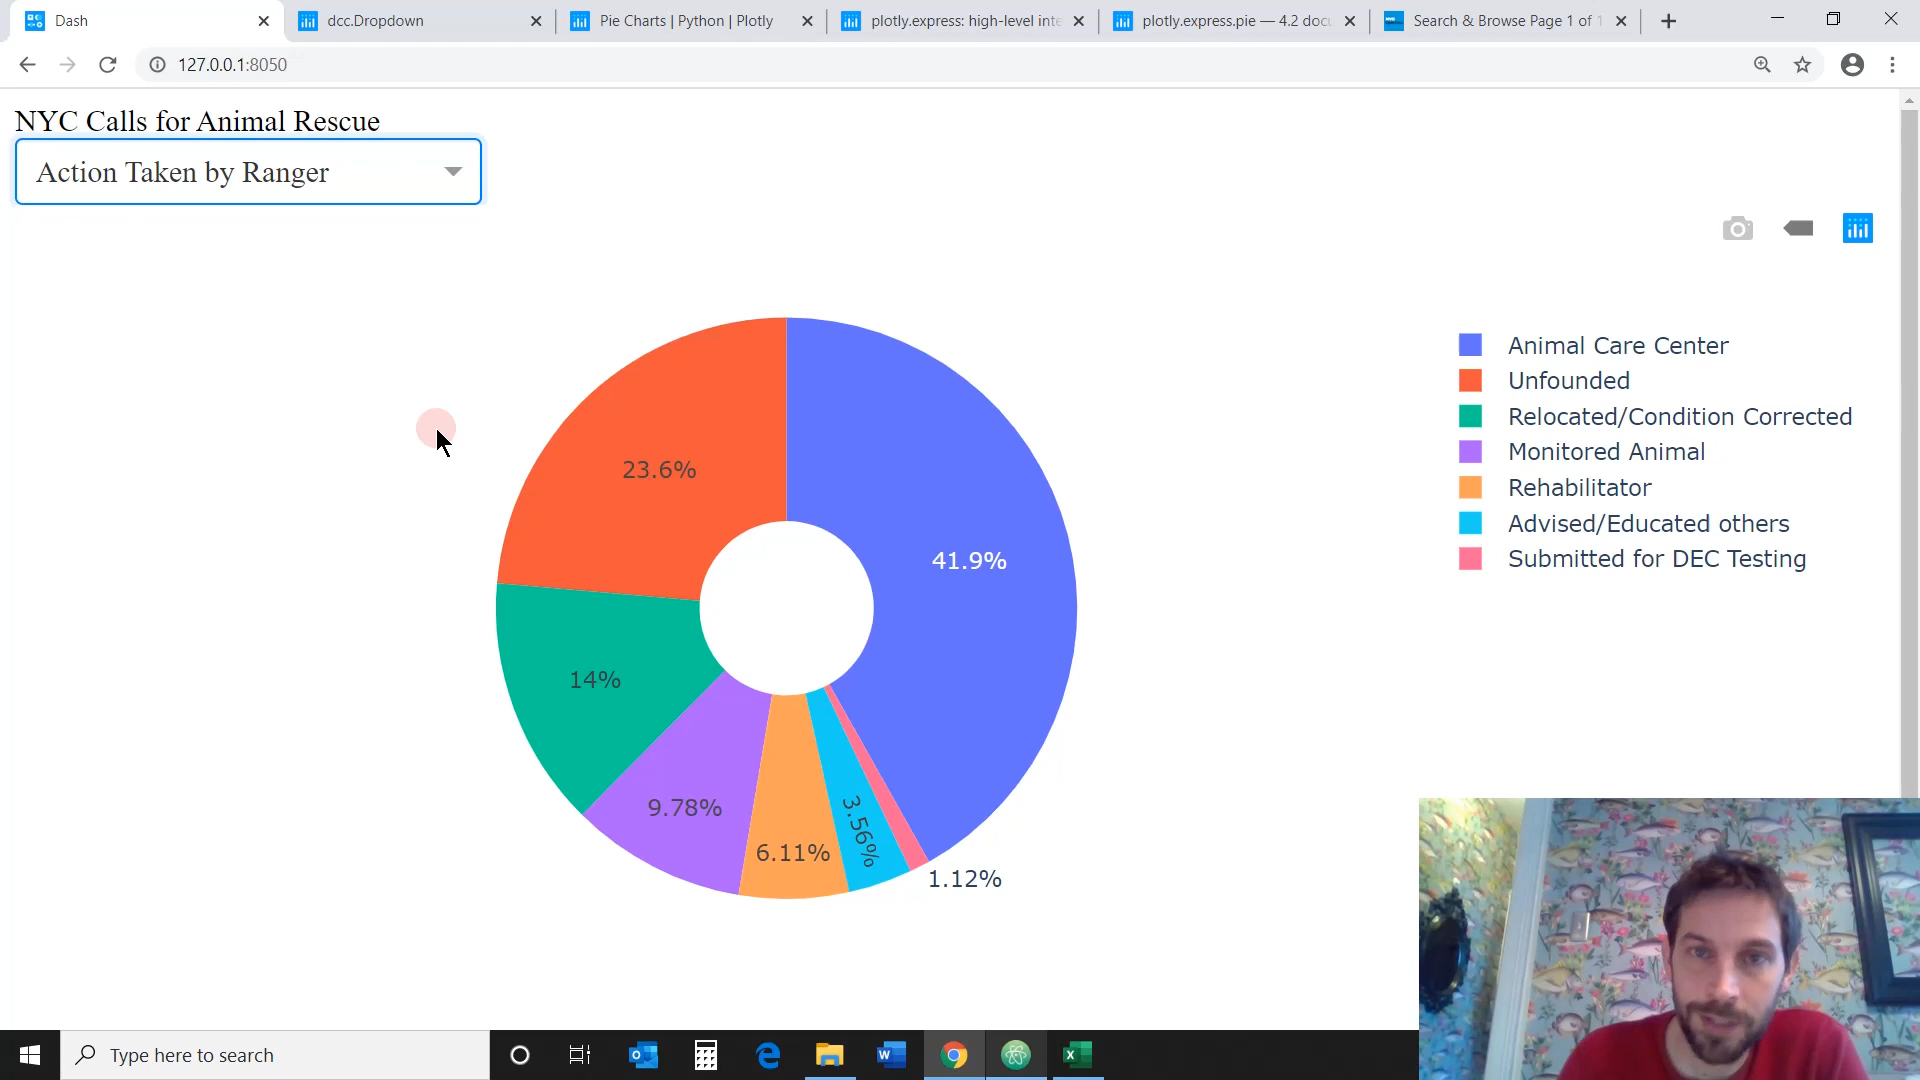 Dash
dcc.Dropdown
Pie Charts | Python | Plotly
plotly.express: high-level inte
plotly.express.pie — 4.2 docu
Search & Browse Page 1 of 1
127.0.0.1:8050
NYC Calls for Animal Rescue
Action Taken by Ranger
Animal Care Center
Unfounded
Relocated/Condition Corrected
Monitored Animal
Rehabilitator
Advised/Educated others
Submitted for DEC Testing
23.6%
41.9%
14%
9.78%
6.11%
3.56%
1.12%
Type here to search